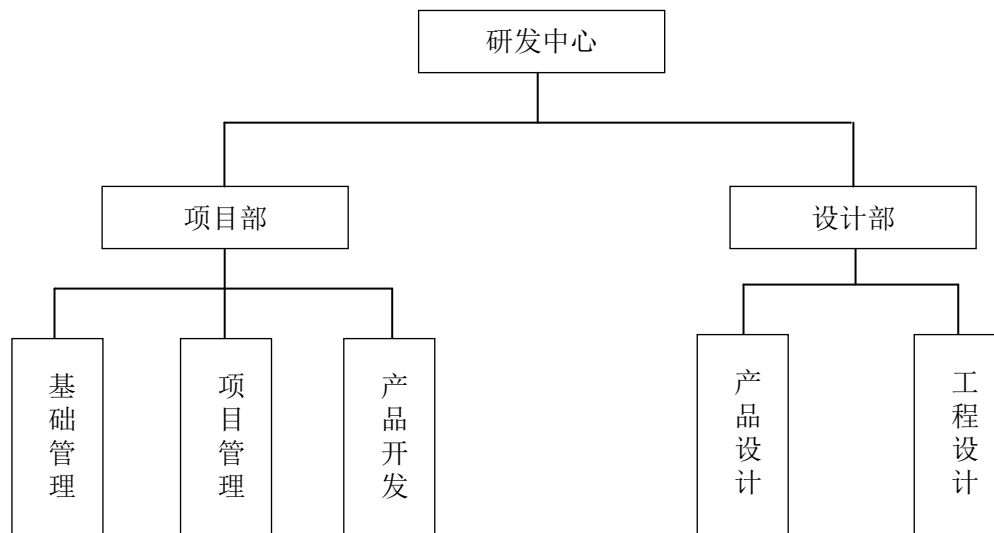 研发中心
项目部
设计部
基础管理
项目管理
产品开发
产品设计
工程设计